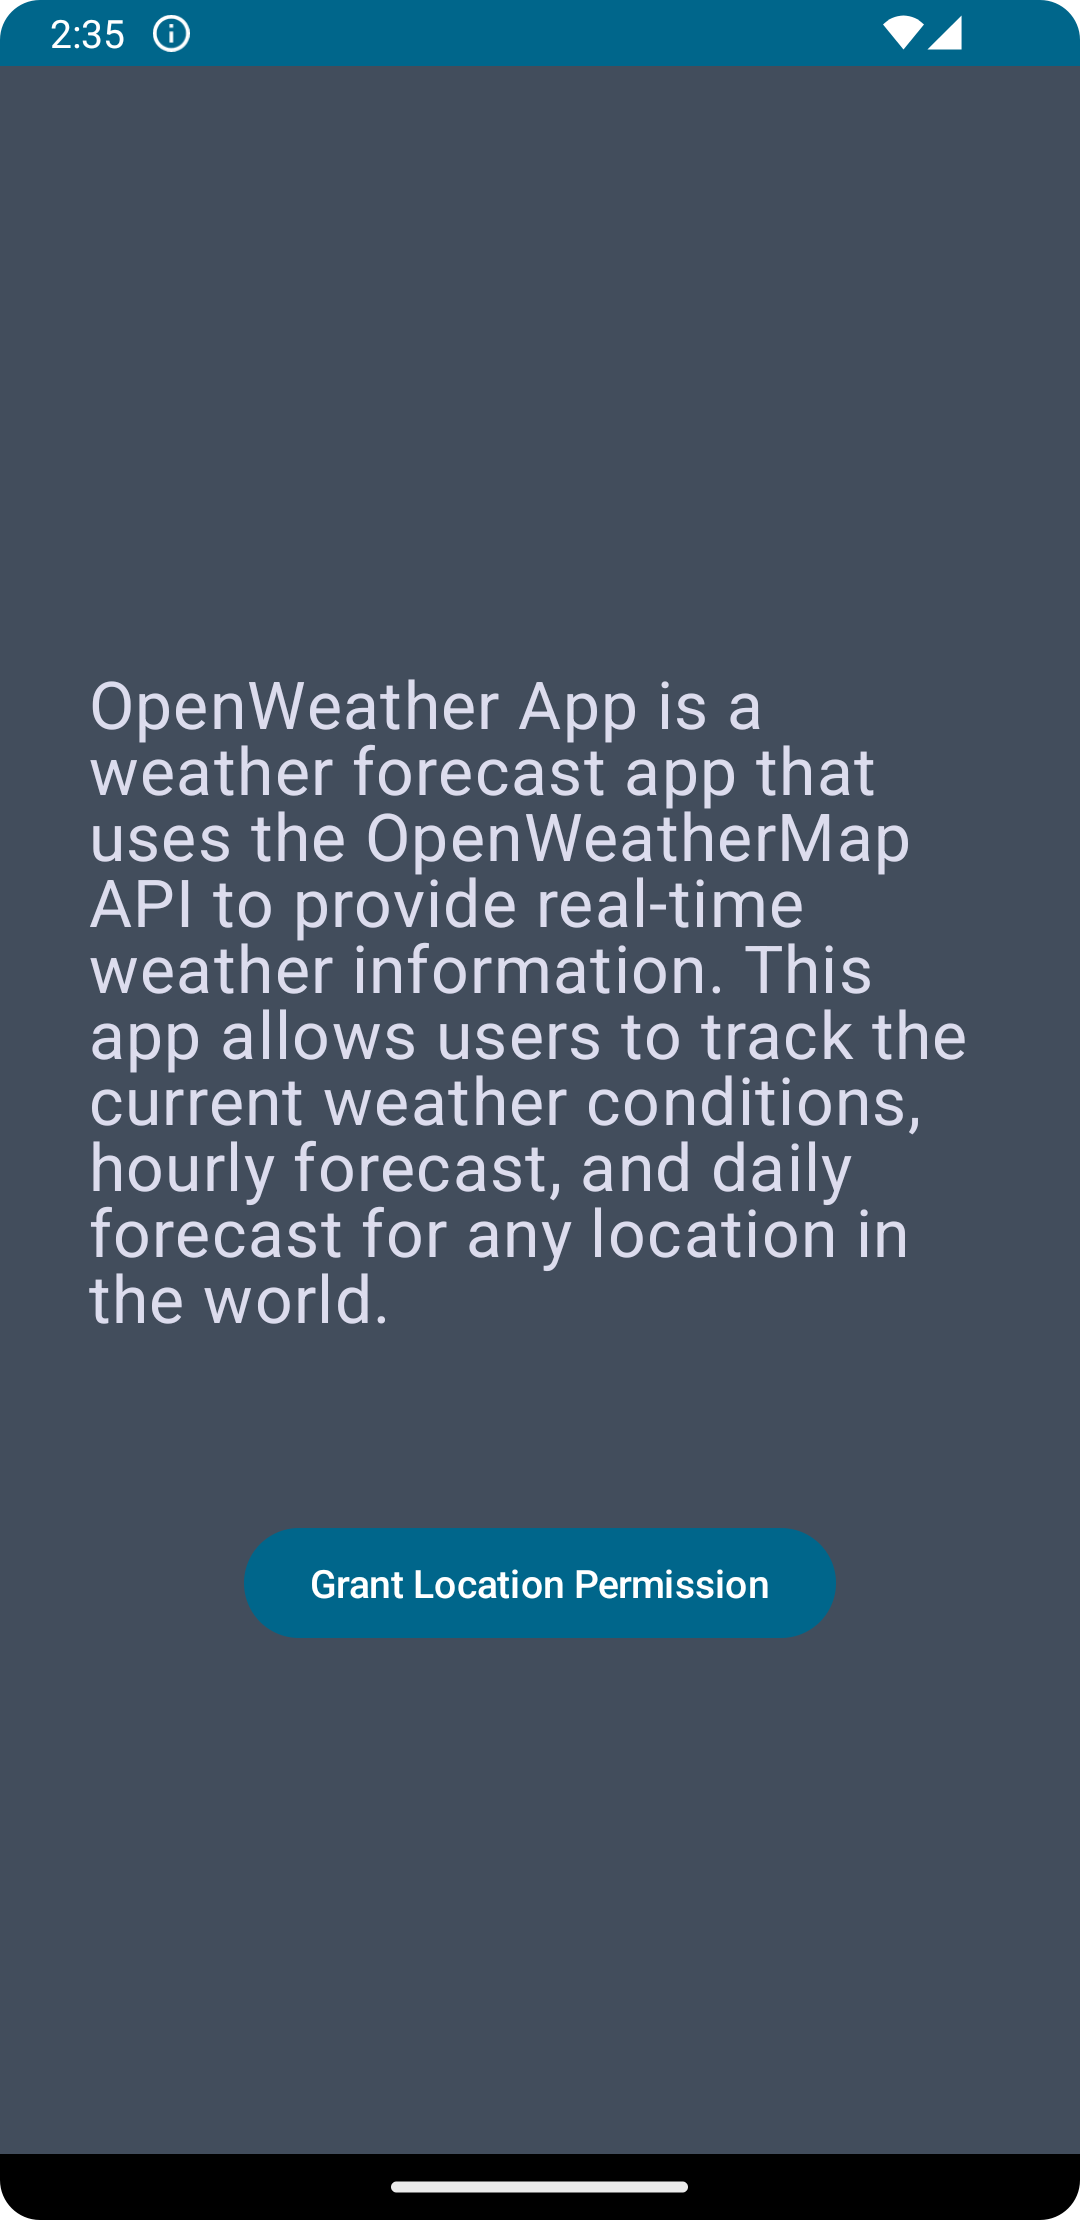 2:35
OpenWeather App is a
weather forecast app that
uses the OpenWeatherMap
API to provide real-time
weather information. This
app allows users to track the
current weather conditions,
hourly forecast, and daily
forecast for any location in
the world.
Grant Location Permission